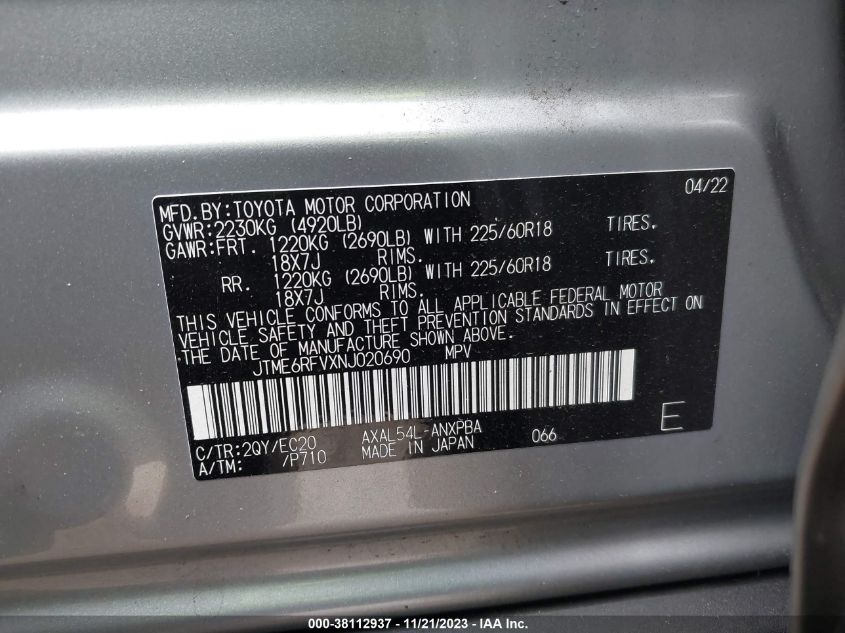 04/22
MFD.BY:TOYOTA MOTOR CORPORATION
GVWR:2230KG (4920LB)
GAWR:FRT. 1220KG (2690LB) WITH 225/60R18 TIRES.
18X7J RIMS.
RR. 1220KG (2690LB) WITH 225/60R18 TIRES.
18X7J RIMS.
THIS VEHICLE CONFORMS TO ALL APPLICABLE FEDERAL MOTOR
VEHICLE SAFETY AND THEFT PREVENTION STANDARDS IN EFFECT ON
THE DATE OF MANUFACTURE SHOWN ABOVE.
JTME6RFVXNJ020690 MPV
C/TR:2QY/EC20 AXAL54L-ANXPBA 066 E
A/TM: /P710 MADE IN JAPAN
000-38112937 - 11/21/2023 - IAA Inc.